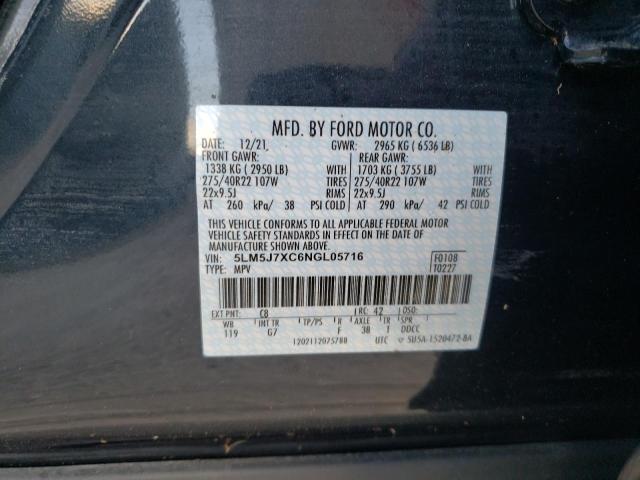 MFD. BY FORD MOTOR CO.
DATE: 12/21 GVWR: 2965 KG ( 6536 LB)
FRONT GAWR: REAR GAWR:
1338 KG ( 2950 LB) WITH 1703 KG ( 3755 LB) WITH
275/40R22 107W TIRES 275/40R22 107W TIRES
22x9.5J RIMS 22x9.5J RIMS
AT 260 kPa/ 38 PSI COLD AT 290 kPa/ 42 PSI COLD
THIS VEHICLE CONFORMS TO ALL APPLICABLE FEDERAL MOTOR
VEHICLE SAFETY STANDARDS IN EFFECT ON THE DATE OF
MANUFACTURE SHOWN ABOVE.
VIN: 5LM5J7XC6NGL05716 F0108
TYPE: MPV T0227
EXT PNT: C8 RC: 42 DSO:
WB INT TR TP/PS R AXLE TR SPR
119 G7 F 38 1 DDCC
UTC